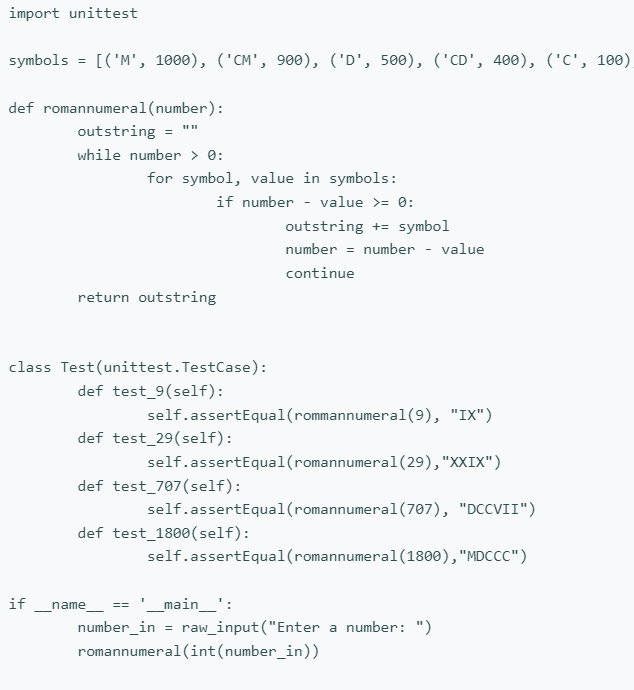 import unittest
symbols = [('M', 1000), ('CM', 900), ('D', 500), ('CD', 400), ('C', 100)
def romannumeral(number):
outstring = ""
while number > 0:
for symbol, value in symbols:
if number - value >= 0:
outstring += symbol
number = number - value
continue
return outstring
class Test(unittest.TestCase):
def test_9(self):
self.assertEqual(rommannumeral(9), "IX")
def test_29(self):
self.assertEqual(romannumeral(29),"XXIX")
def test_707(self):
self.assertEqual(romannumeral(707), "DCCVII")
def test_1800(self):
self.assertEqual(romannumeral(1800),"MDCCC")
if __name__ == '__main__':
number_in = raw_input("Enter a number: ")
romannumeral(int(number_in))